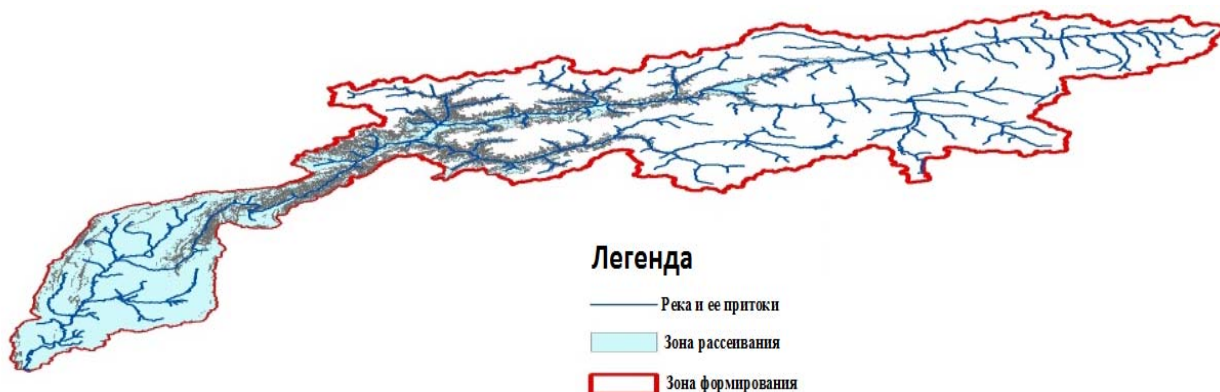 Легенда
Река и ее притоки
Зона рассеивания
Зона формирования